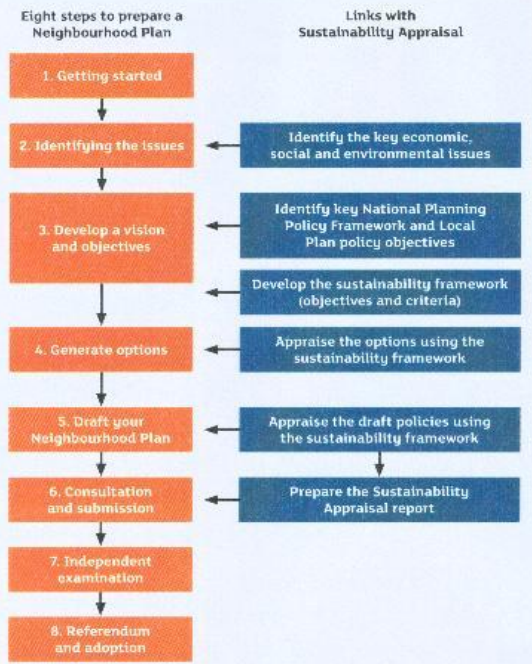 Eight steps to prepare a
Neighbourhood Plan
Links with
Sustainability Appraisal
1. Getting started
2. Identifying the issues
Identify the key economic,
social and environmental issues
3. Develop a vision
and objectives
Identify key National Planning
Policy Framework and Local
Plan policy objectives
Develop the sustainability framework
(objectives and criteria)
4. Generate options
Appraise the options using the
sustainability framework
5. Draft your
Neighbourhood Plan
Appraise the draft policies using
the sustainability framework
6. Consultation
and submission
Prepare the Sustainability
Appraisal report
7. Independent
examination
8. Referendum
and adoption